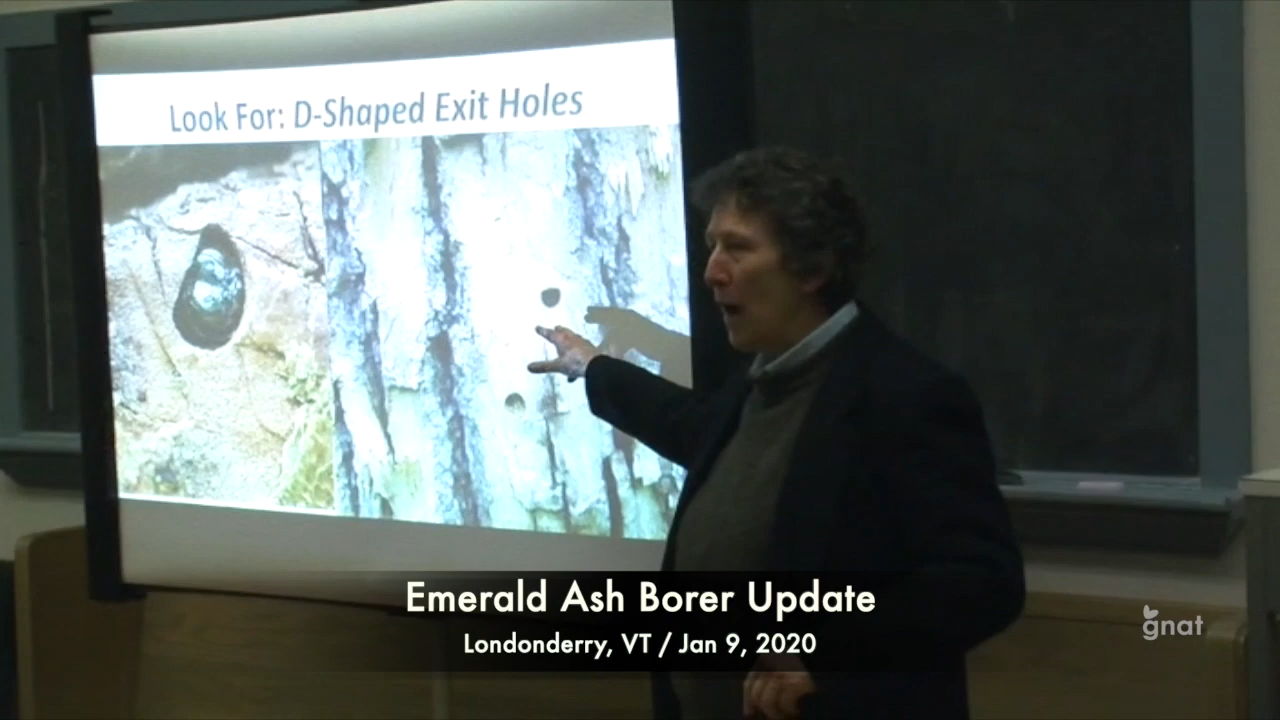 Look For: D-Shaped Exit Holes
Emerald Ash Borer Update
Londonderry, VT / Jan 9, 2020
gnat